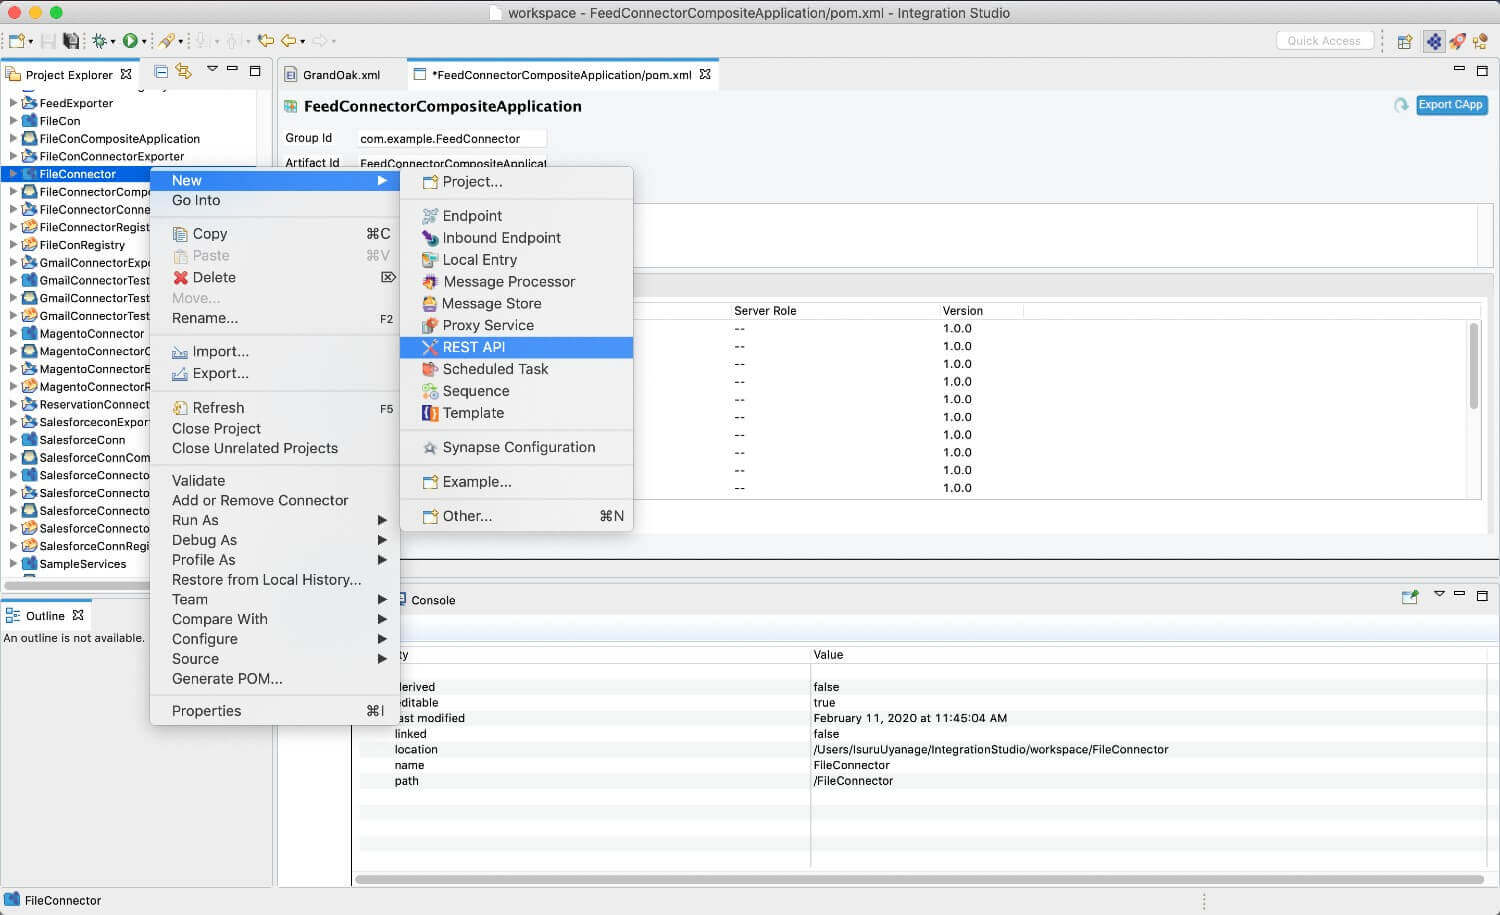 workspace - FeedConnectorCompositeApplication/pom.xml - Integration Studio
Quick Access
Project Explorer
FeedExporter
FileCon
FileConCompositeApplication
FileConConnectorExporter
FileConnector
FileConnectorCompo
FileConnectorConne
FileConnectorRegist
FileConRegistry
GmailConnectorExpo
GmailConnectorTest
GmailConnectorTest
GmailConnectorTest
MagentoConnector
MagentoConnectorC
MagentoConnectorE
MagentoConnectorR
ReservationConnect
SalesforceconExport
SalesforceConn
SalesforceConnCom
SalesforceConnecto
SalesforceConnecto
SalesforceConnecto
SalesforceConnecto
SalesforceConnRegi
SampleServices
Outline
An outline is not available.
New
Go Into
Copy ⌘C
Paste ⌘V
Delete ⌦
Move...
Rename... F2
Import...
Export...
Refresh F5
Close Project
Close Unrelated Projects
Validate
Add or Remove Connector
Run As
Debug As
Profile As
Restore from Local History...
Team
Compare With
Configure
Source
Generate POM...
Properties ⌘I
Project...
Endpoint
Inbound Endpoint
Local Entry
Message Processor
Message Store
Proxy Service
REST API
Scheduled Task
Sequence
Template
Synapse Configuration
Example...
Other... ⌘N
GrandOak.xml
*FeedConnectorCompositeApplication/pom.xml
FeedConnectorCompositeApplication
Export CApp
Group Id com.example.FeedConnector
Artifact Id FeedConnectorCompositeApplicat
Server Role Version
-- 1.0.0
-- 1.0.0
-- 1.0.0
-- 1.0.0
-- 1.0.0
-- 1.0.0
-- 1.0.0
-- 1.0.0
-- 1.0.0
-- 1.0.0
Console
ty Value
derived false
editable true
last modified February 11, 2020 at 11:45:04 AM
linked false
location /Users/IsuruUyanage/IntegrationStudio/workspace/FileConnector
name FileConnector
path /FileConnector
FileConnector